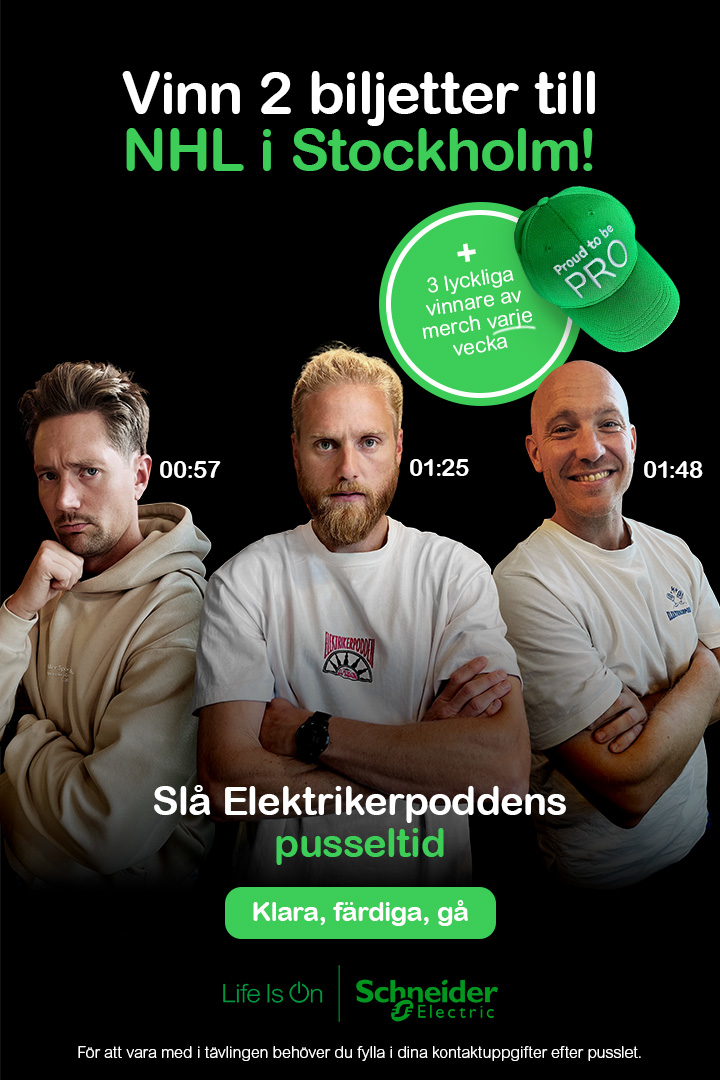 Vinn 2 biljetter till
NHL i Stockholm!
+
3 lyckliga
vinnare av
merch varje
vecka
Proud to be
PRO
00:57
01:25
01:48
ELEKTRIKERPODDEN
Slå Elektrikerpoddens
pusseltid
Klara, färdiga, gå
Life Is On
Schneider
Electric
För att vara med i tävlingen behöver du fylla i dina kontaktuppgifter efter pusslet.